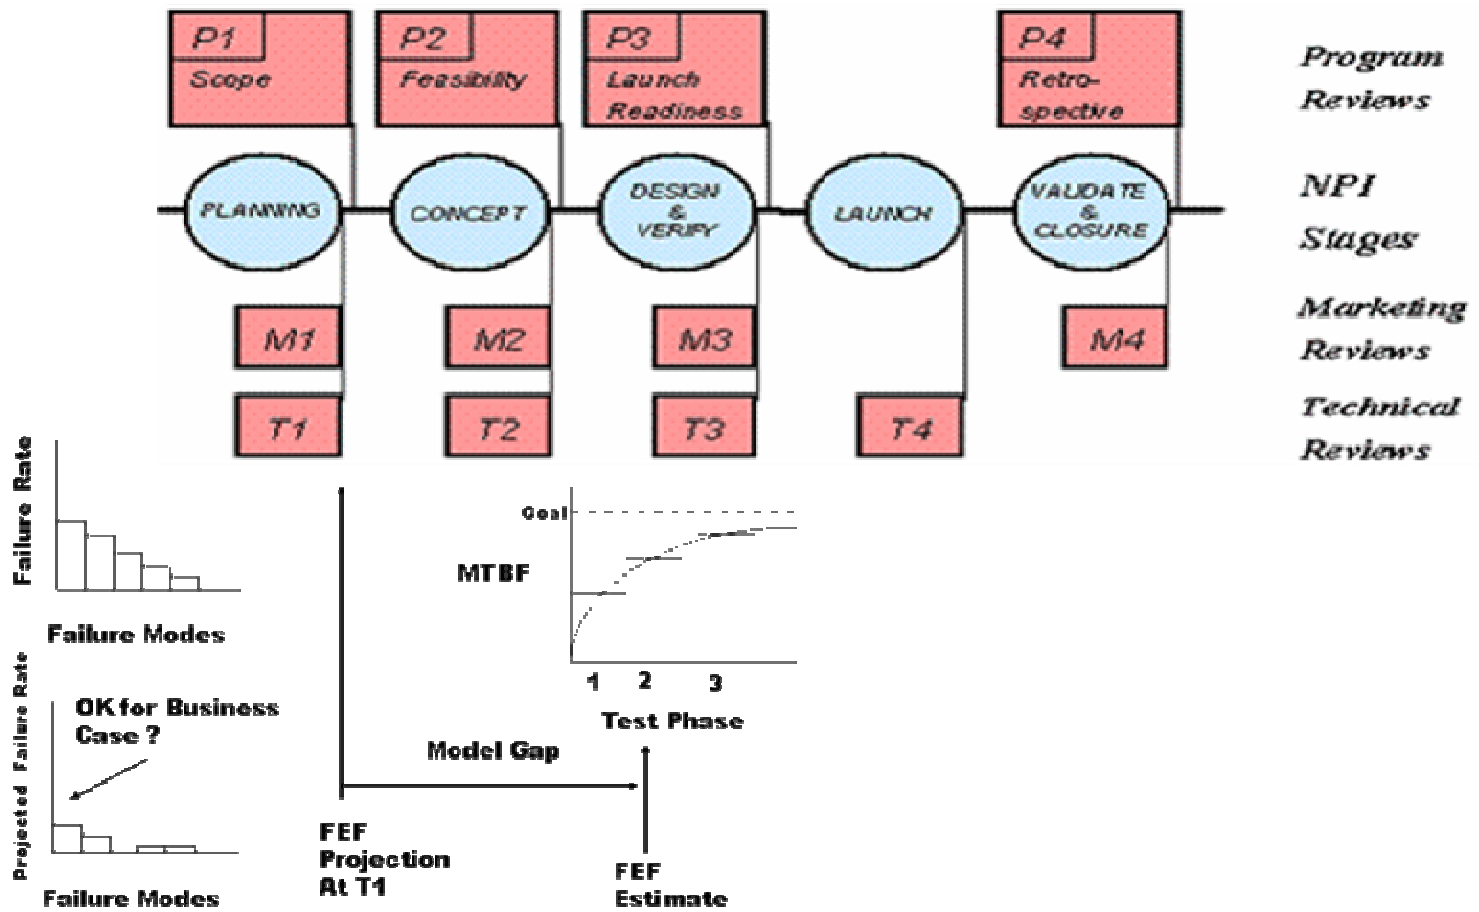 P1
Scope
P2
Feasibility
P3
Launch
Readiness
P4
Retro-
spective
Program
Reviews
PLANNING
CONCEPT
DESIGN
&
VERIFY
LAUNCH
VALIDATE
&
CLOSURE
NPI
Stages
M1
M2
M3
M4
Marketing
Reviews
T1
T2
T3
T4
Technical
Reviews
Failure Rate
Failure Modes
Goal
MTBF
1 2 3
Test Phase
Projected Failure Rate
OK for Business
Case ?
Failure Modes
Model Gap
FEF
Projection
At T1
FEF
Estimate